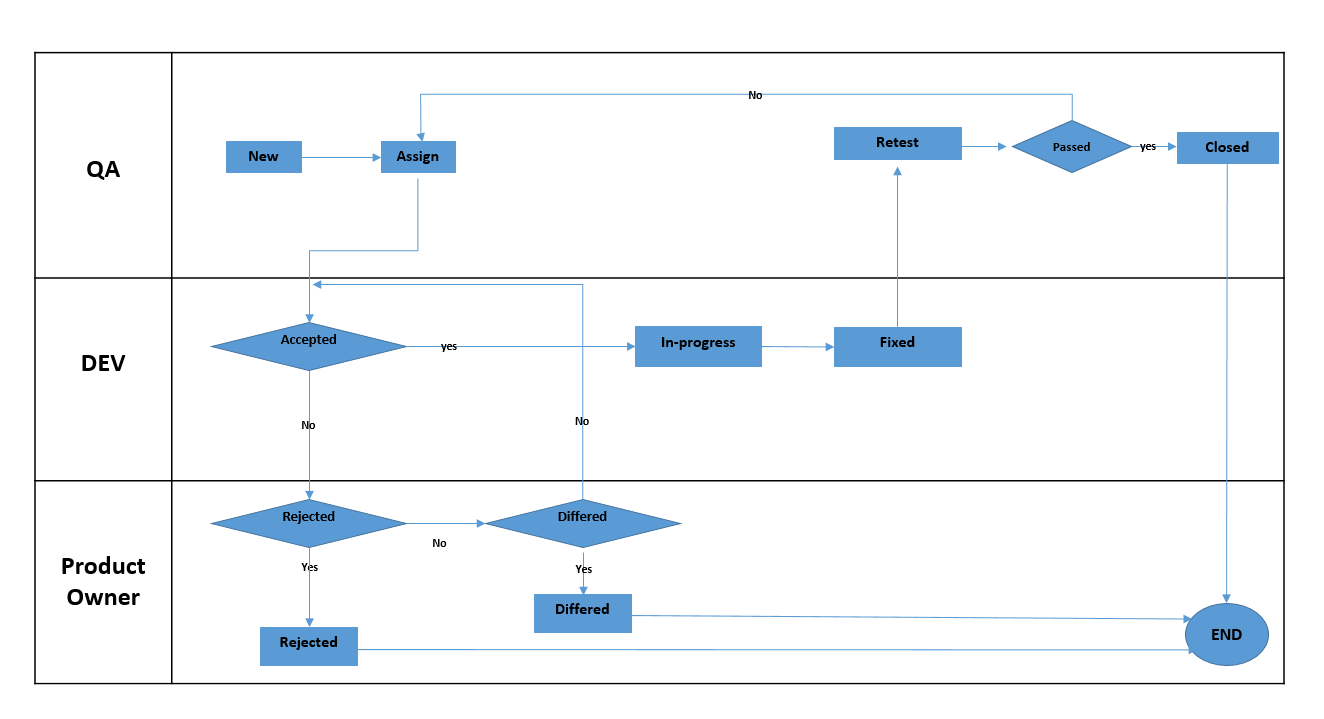 No
QA
New
Assign
Retest
Passed
yes
Closed
DEV
Accepted
yes
In-progress
Fixed
No
No
Product
Owner
Rejected
No
Differed
Yes
Yes
Differed
Rejected
END